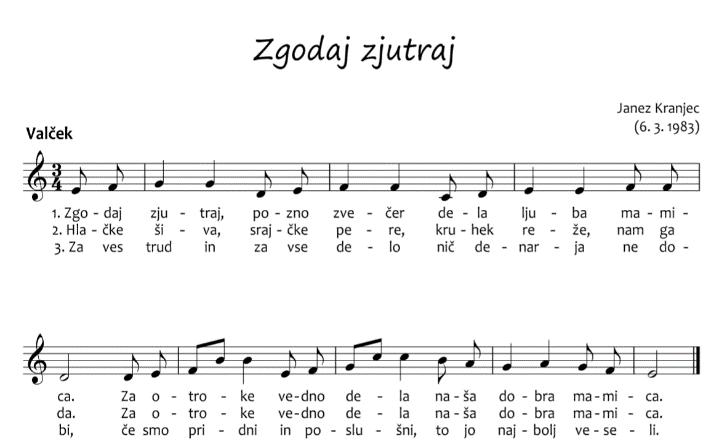 Zgodaj zjutraj
Janez Kranjec
(6. 3. 1983)
Valček
1. Zgo - daj zju - traj, po - zno zve - čer de - la lju - ba ma - mi -
2. Hla - čke ši - va, sraj - čke pe - re, kru - hek re - že, nam ga
3. Za ves trud in za vse de - lo nič de - nar - ja ne do -
ca. Za o - tro - ke ve - dno de - la na - ša do - bra ma - mi - ca.
da. Za o - tro - ke ve - dno de - la na - ša do - bra ma - mi - ca.
bi, če smo pri - dni in po - slu - šni, to jo naj - bolj ve - se - li.